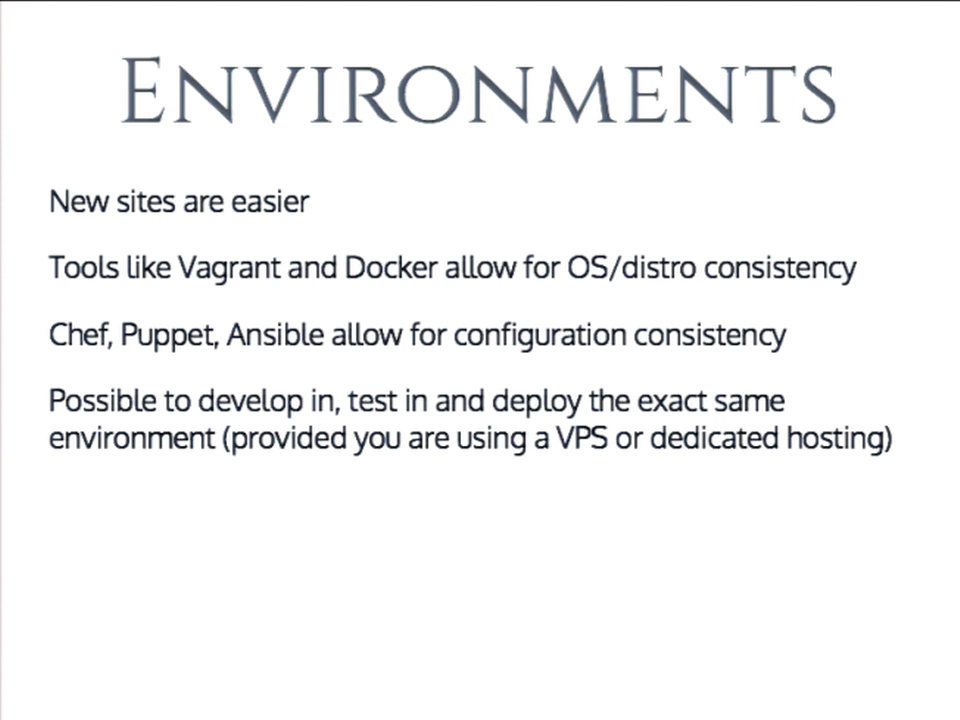 Environments
New sites are easier
Tools like Vagrant and Docker allow for OS/distro consistency
Chef, Puppet, Ansible allow for configuration consistency
Possible to develop in, test in and deploy the exact same
environment (provided you are using a VPS or dedicated hosting)